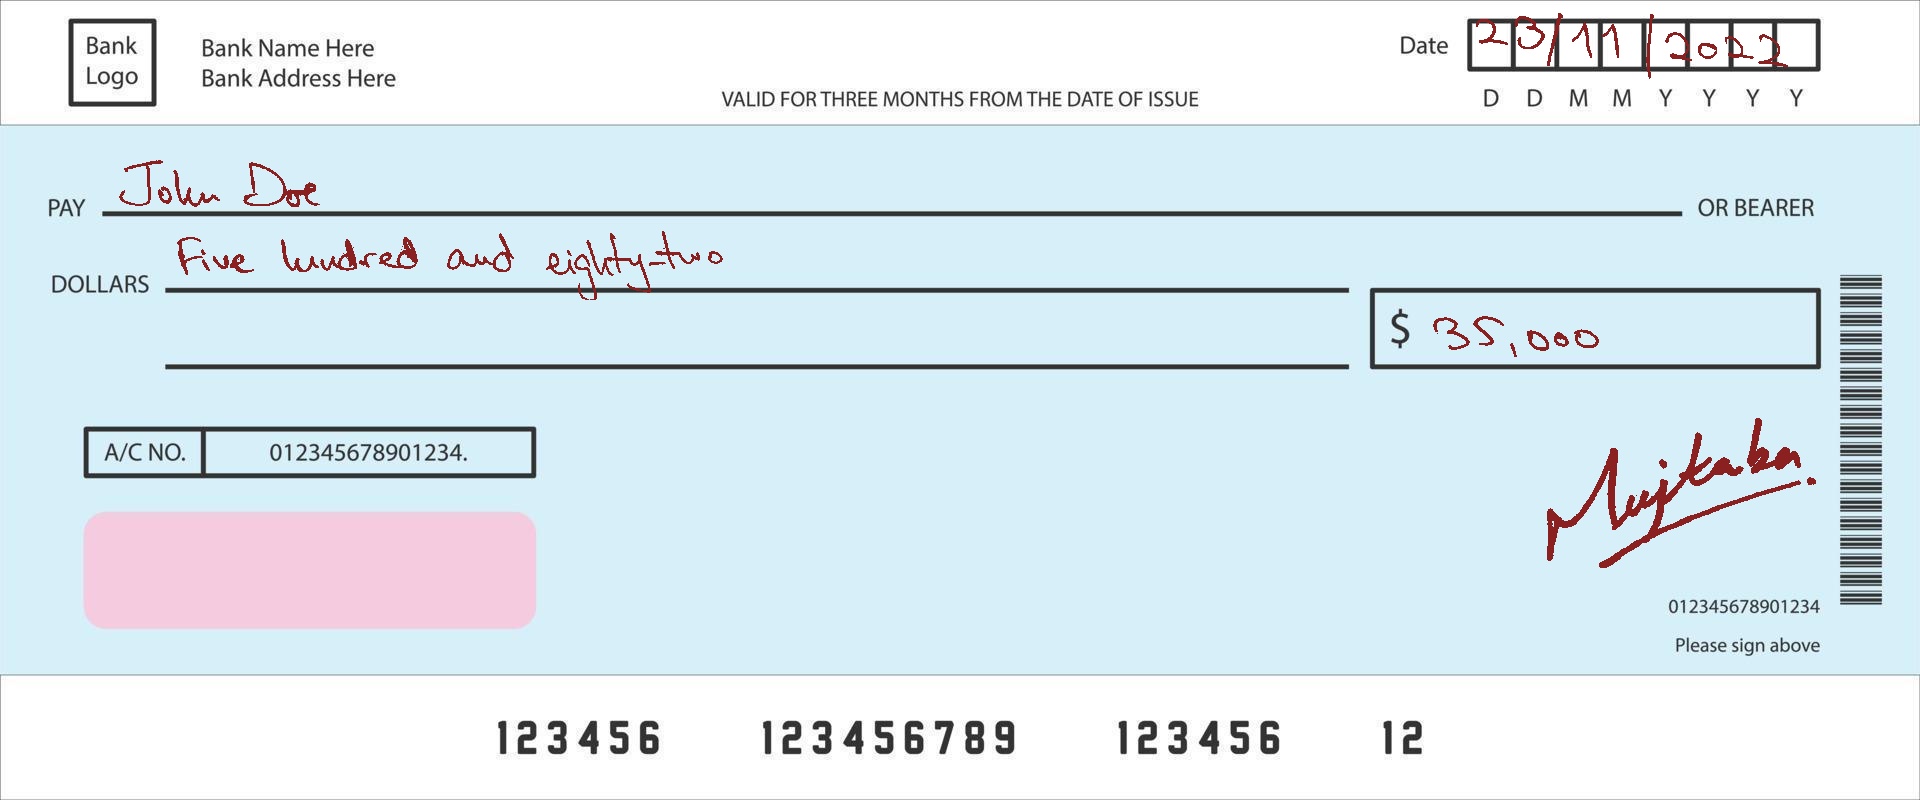 Bank Logo
Bank Name Here
Bank Address Here
VALID FOR THREE MONTHS FROM THE DATE OF ISSUE
Date 23/11/2022
D D M M Y Y Y Y
PAY John Doe OR BEARER
DOLLARS Five hundred and eighty-two
$ 35,000
A/C NO. 012345678901234.
Mujtaba
012345678901234
Please sign above
123456 123456789 123456 12